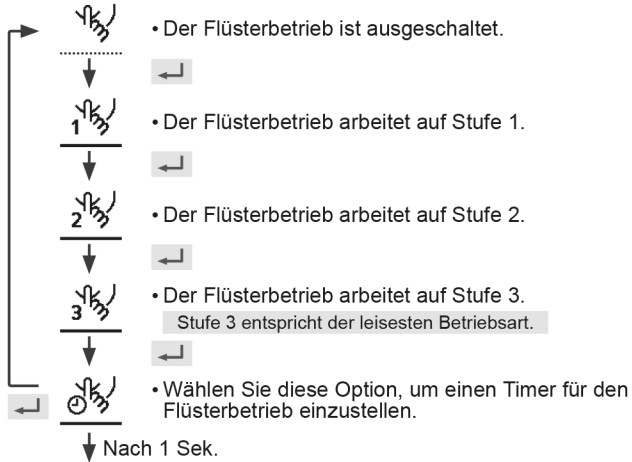 • Der Flüsterbetrieb ist ausgeschaltet.
1
• Der Flüsterbetrieb arbeitet auf Stufe 1.
2
• Der Flüsterbetrieb arbeitet auf Stufe 2.
3
• Der Flüsterbetrieb arbeitet auf Stufe 3.
Stufe 3 entspricht der leisesten Betriebsart.
• Wählen Sie diese Option, um einen Timer für den
Flüsterbetrieb einzustellen.
Nach 1 Sek.